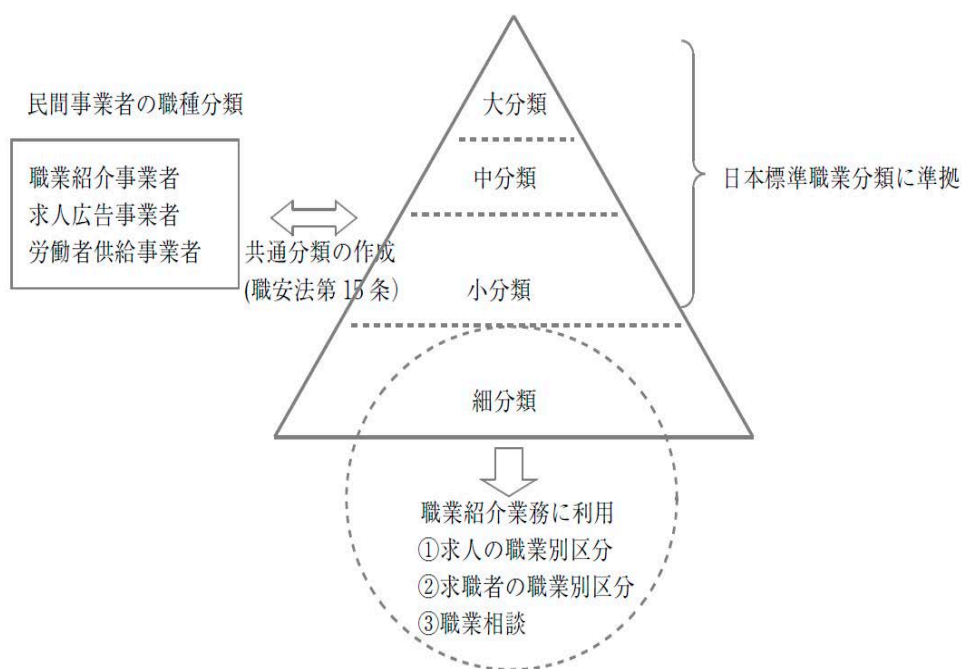 民間事業者の職種分類
職業紹介事業者
求人広告事業者
労働者供給事業者
共通分類の作成
(職安法第15条)
大分類
中分類
小分類
細分類
日本標準職業分類に準拠
職業紹介業務に利用
①求人の職業別区分
②求職者の職業別区分
③職業相談